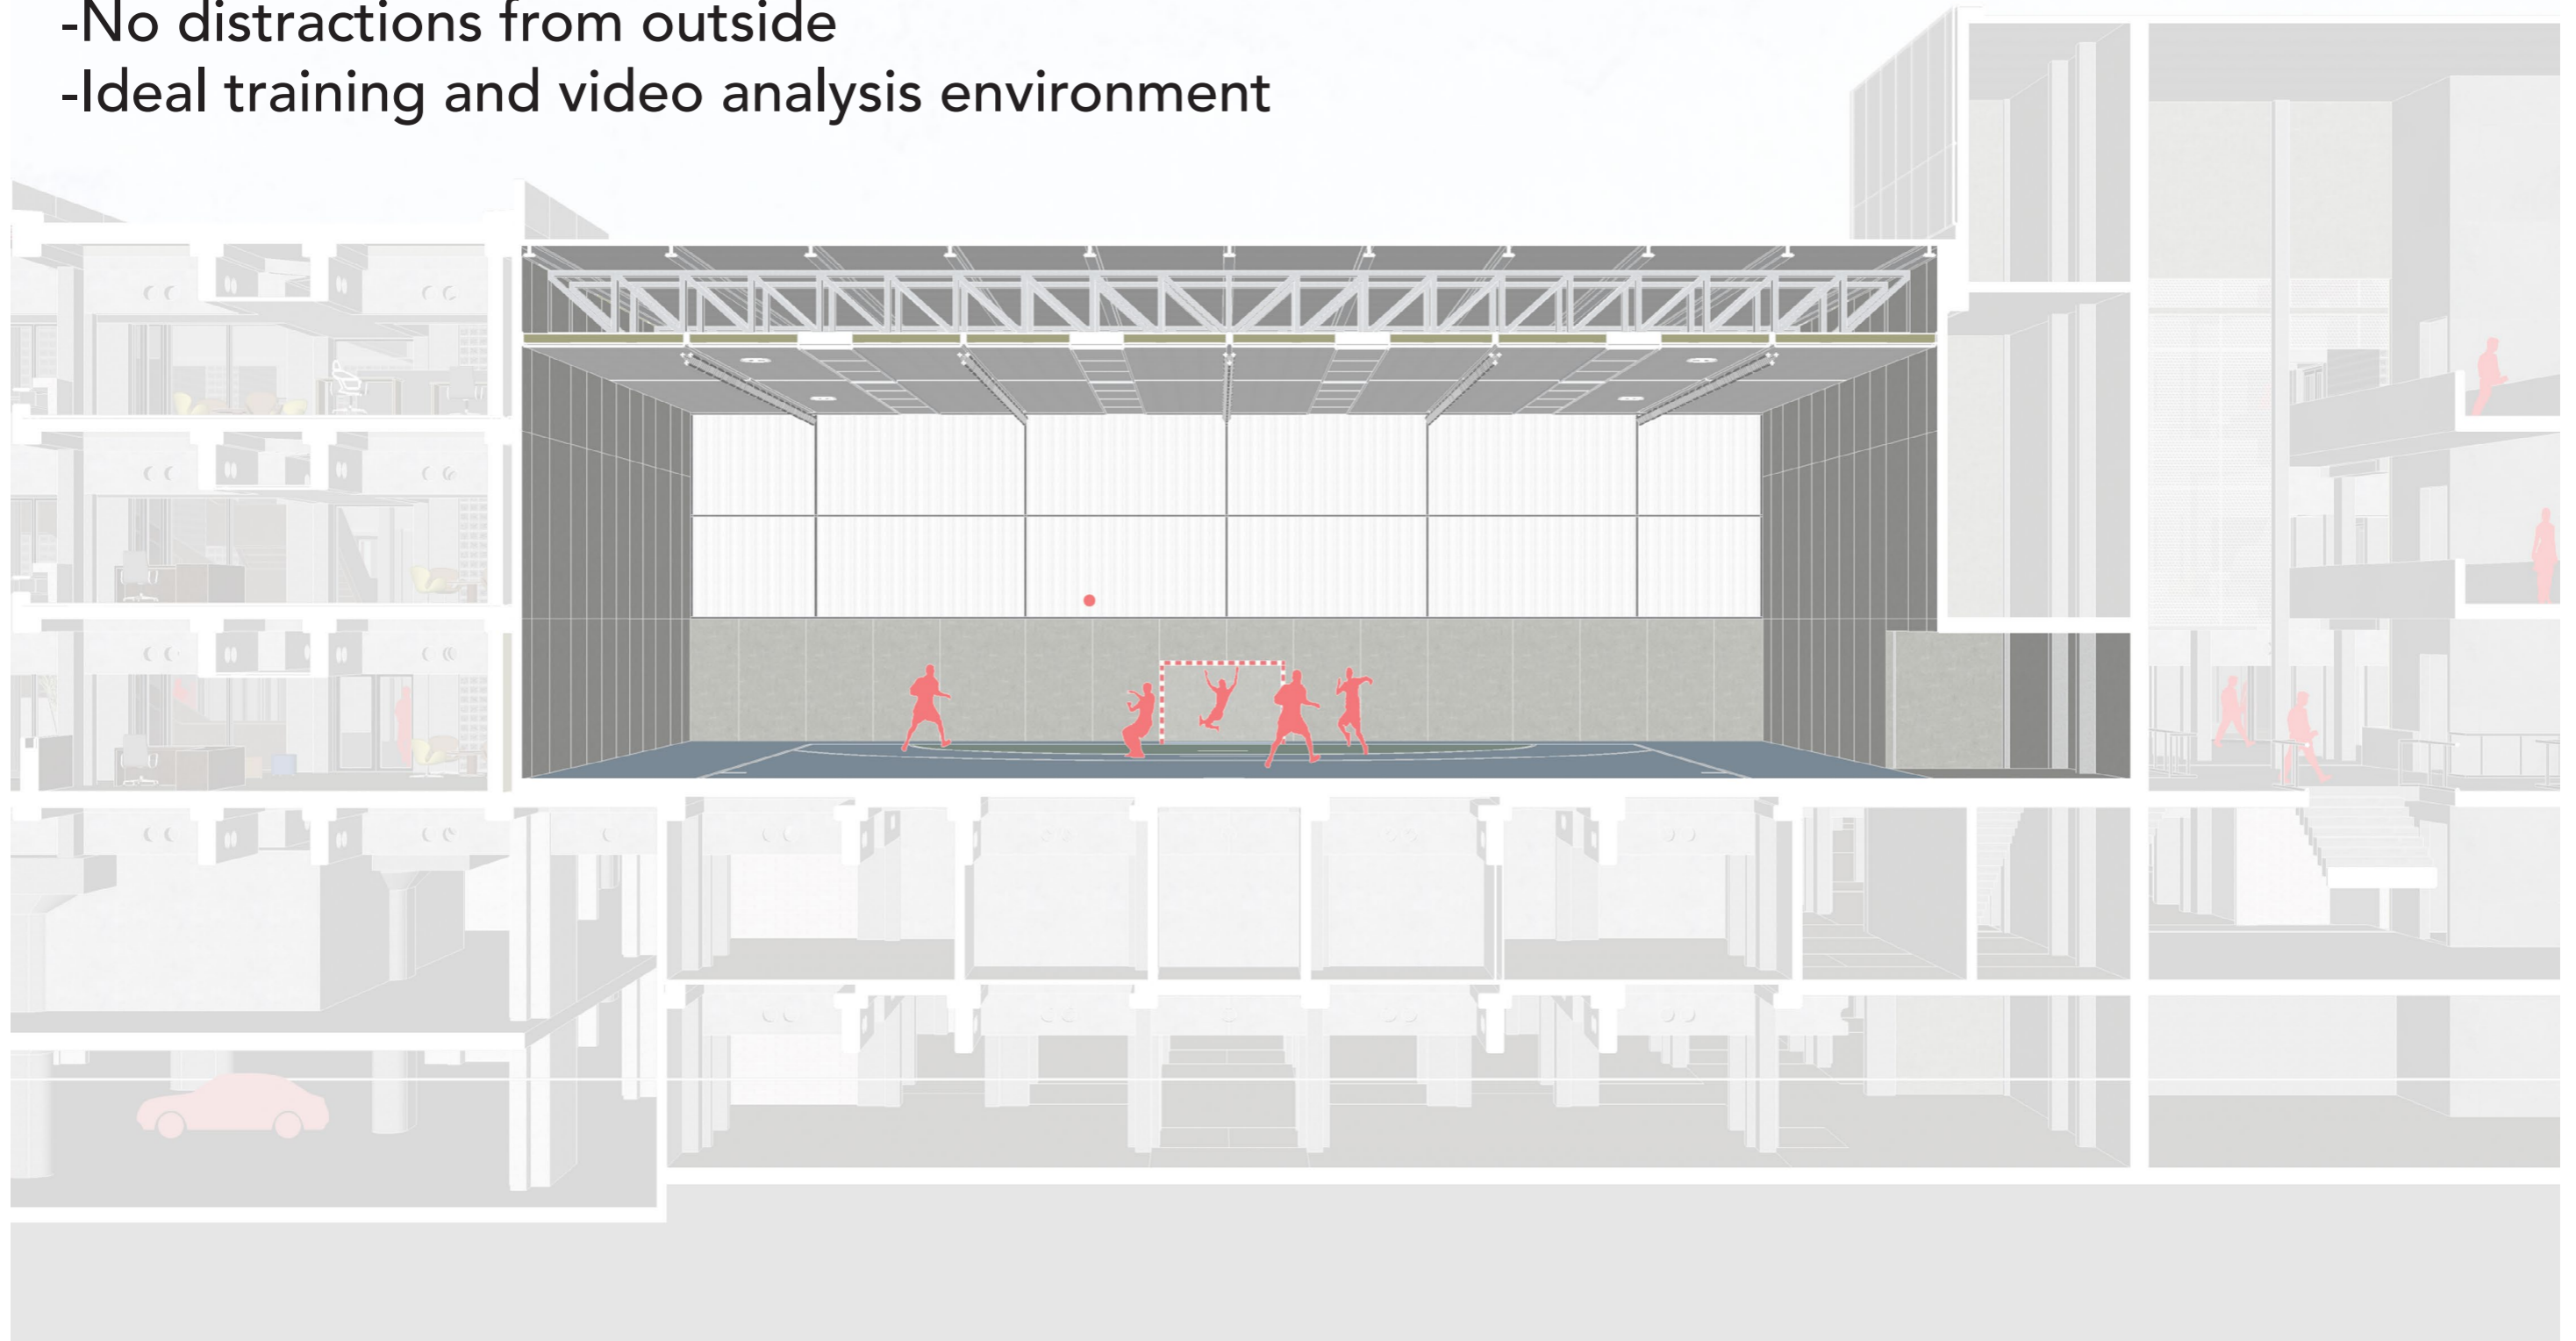 -No distractions from outside
-Ideal training and video analysis environment